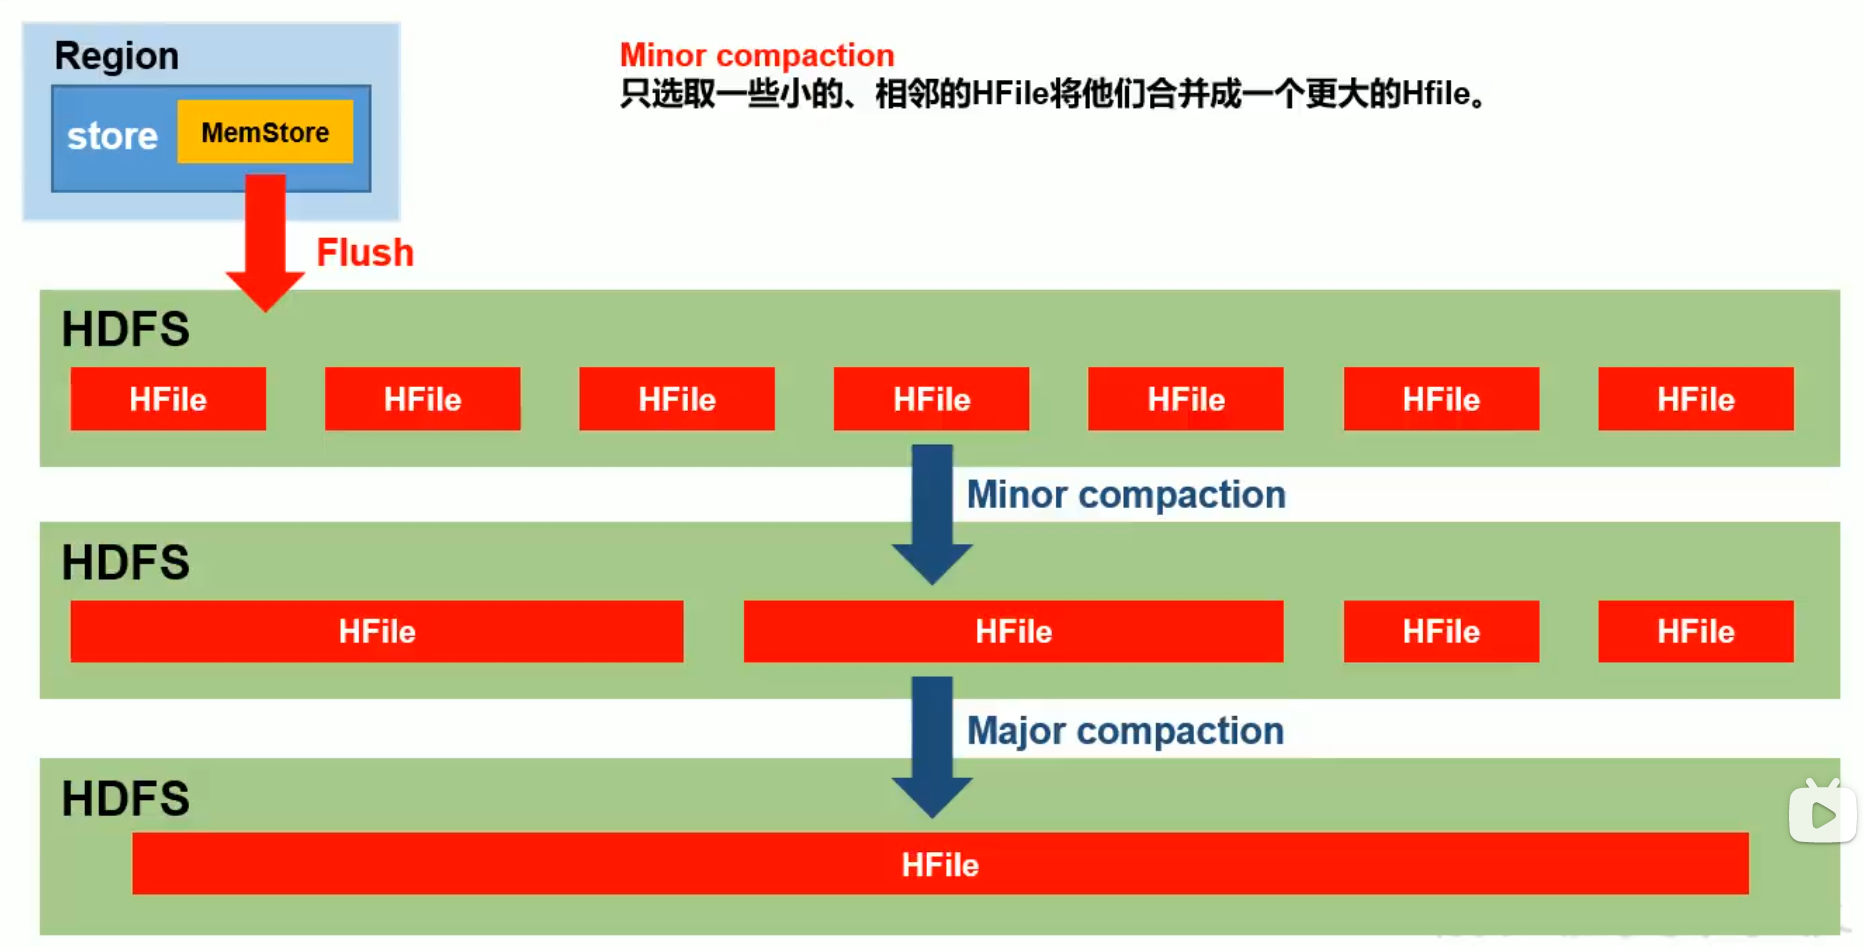 Region
store
MemStore
Minor compaction
只选取一些小的、相邻的HFile将他们合并成一个更大的Hfile。
Flush
HDFS
HFile HFile HFile HFile HFile HFile HFile
Minor compaction
HDFS
HFile HFile HFile HFile
Major compaction
HDFS
HFile